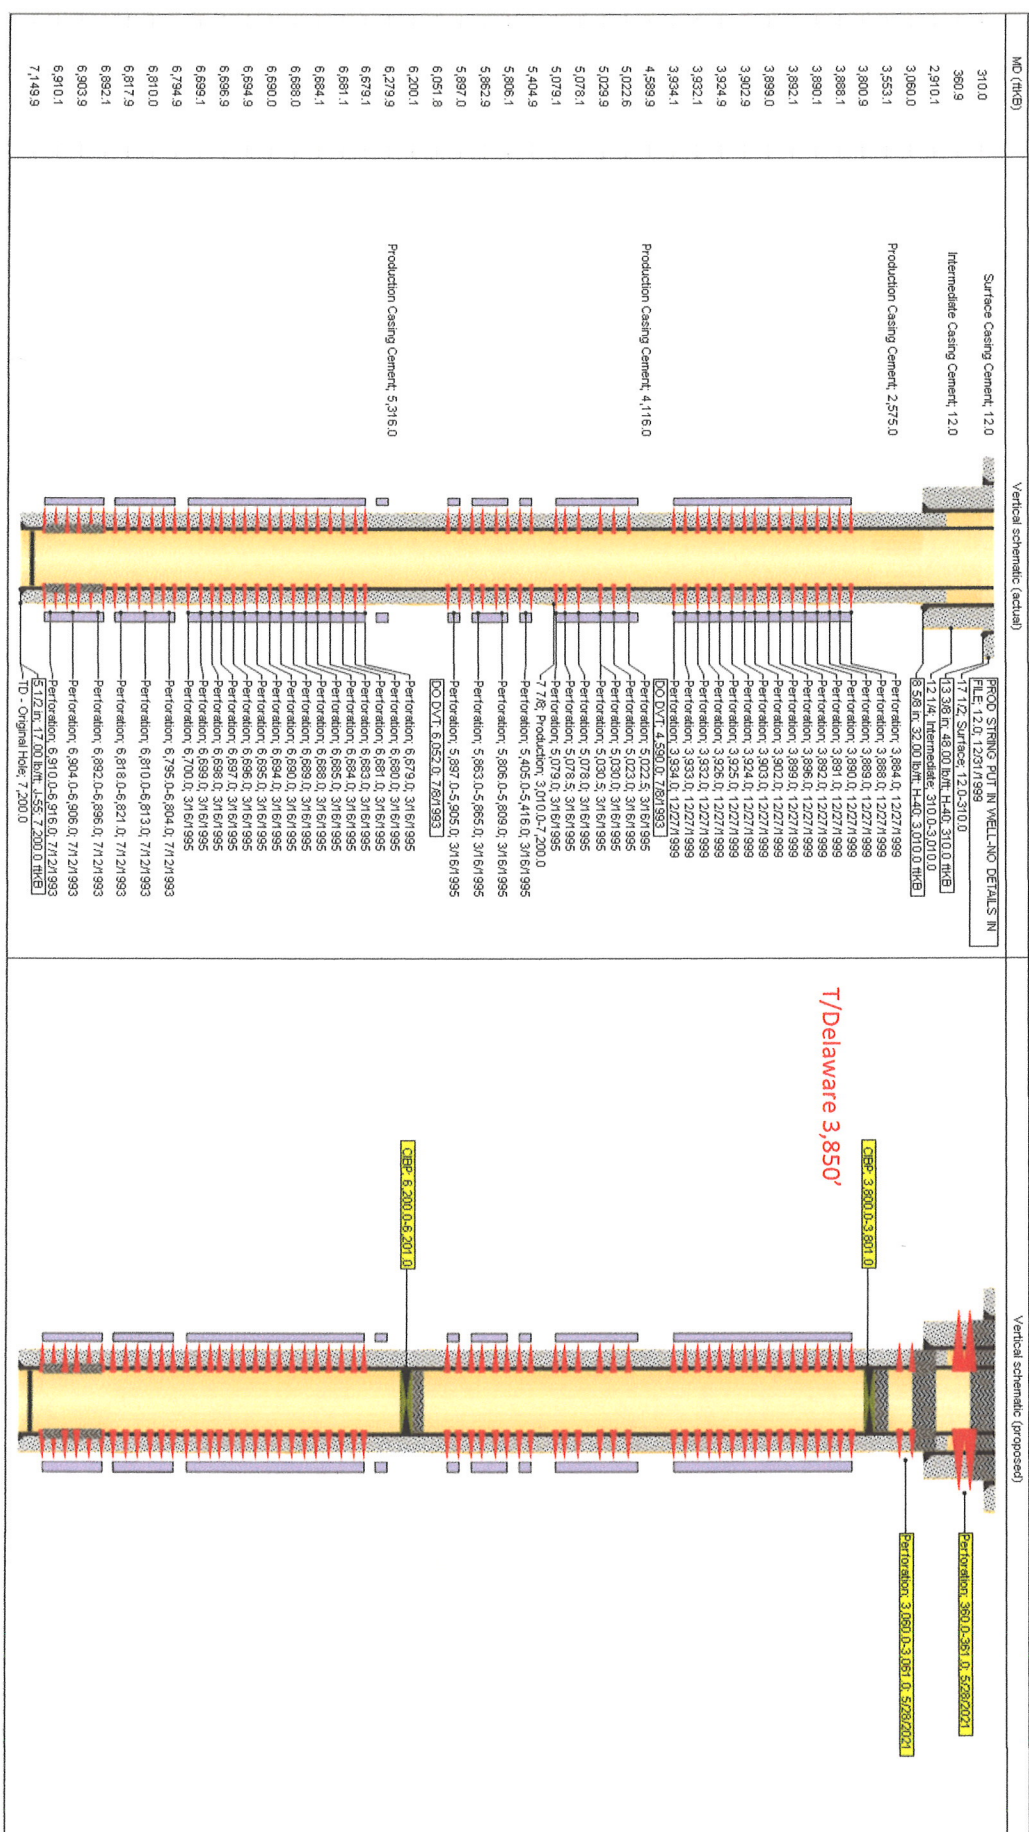 MD (ftKB)
310.0
360.9
2,910.1
3,060.0
3,553.1
3,800.9
3,888.1
3,890.1
3,892.1
3,899.0
3,902.9
3,924.9
3,932.1
3,934.1
4,589.9
5,022.6
5,029.9
5,078.1
5,079.1
5,404.9
5,806.1
5,862.9
5,897.0
6,051.8
6,279.9
6,200.1
6,679.1
6,681.1
6,684.1
6,688.0
6,690.0
6,694.9
6,696.9
6,699.1
6,794.9
6,810.0
6,817.9
6,892.1
6,903.9
6,910.1
7,149.9
Vertical schematic (actual)
Surface Casing Cement; 12.0
Intermediate Casing Cement; 12.0
Production Casing Cement; 2,575.0
Production Casing Cement; 4,116.0
Production Casing Cement; 5,316.0
PROD STRING PUT IN WELL-NO DETAILS IN
FILE; 12.0; 12/31/1999
17 1/2; Surface; 12.0-310.0
13 3/8 in; 48.00 lb/ft; H-40; 310.0 ftKB
12 1/4; Intermediate; 310.0-3,010.0
8 5/8 in; 32.00 lb/ft; H-40; 3,010.0 ftKB
Perforation; 3,884.0; 12/27/1999
Perforation; 3,888.0; 12/27/1999
Perforation; 3,889.0; 12/27/1999
Perforation; 3,890.0; 12/27/1999
Perforation; 3,891.0; 12/27/1999
Perforation; 3,892.0; 12/27/1999
Perforation; 3,896.0; 12/27/1999
Perforation; 3,899.0; 12/27/1999
Perforation; 3,902.0; 12/27/1999
Perforation; 3,903.0; 12/27/1999
Perforation; 3,924.0; 12/27/1999
Perforation; 3,925.0; 12/27/1999
Perforation; 3,926.0; 12/27/1999
Perforation; 3,932.0; 12/27/1999
Perforation; 3,933.0; 12/27/1999
Perforation; 3,934.0; 12/27/1999
DO DVT; 4,590.0; 7/8/1993
Perforation; 5,022.5; 3/16/1995
Perforation; 5,023.0; 3/16/1995
Perforation; 5,030.0; 3/16/1995
Perforation; 5,030.5; 3/16/1995
Perforation; 5,078.0; 3/16/1995
Perforation; 5,078.5; 3/16/1995
Perforation; 5,079.0; 3/16/1995
7 7/8; Production; 3,010.0-7,200.0
Perforation; 5,405.0-5,416.0; 3/16/1995
Perforation; 5,806.0-5,809.0; 3/16/1995
Perforation; 5,863.0-5,865.0; 3/16/1995
Perforation; 5,897.0-5,905.0; 3/16/1995
DO DVT; 6,052.0; 7/8/1993
Perforation; 6,679.0; 3/16/1995
Perforation; 6,680.0; 3/16/1995
Perforation; 6,681.0; 3/16/1995
Perforation; 6,683.0; 3/16/1995
Perforation; 6,684.0; 3/16/1995
Perforation; 6,685.0; 3/16/1995
Perforation; 6,688.0; 3/16/1995
Perforation; 6,689.0; 3/16/1995
Perforation; 6,690.0; 3/16/1995
Perforation; 6,694.0; 3/16/1995
Perforation; 6,695.0; 3/16/1995
Perforation; 6,696.0; 3/16/1995
Perforation; 6,697.0; 3/16/1995
Perforation; 6,698.0; 3/16/1995
Perforation; 6,699.0; 3/16/1995
Perforation; 6,700.0; 3/16/1995
Perforation; 6,795.0-6,804.0; 7/12/1993
Perforation; 6,810.0-6,813.0; 7/12/1993
Perforation; 6,818.0-6,821.0; 7/12/1993
Perforation; 6,892.0-6,896.0; 7/12/1993
Perforation; 6,904.0-6,906.0; 7/12/1993
Perforation; 6,910.0-6,916.0; 7/12/1993
5 1/2 in; 17.00 lb/ft; J-55; 7,200.0 ftKB
TD - Original Hole; 7,200.0
Vertical schematic (proposed)
T/Delaware 3,850'
CIBP; 3,800.0-3,801.0
CIBP; 6,200.0-6,201.0
Perforation; 360.0-361.0; 5/28/2021
Perforation; 3,060.0-3,061.0; 5/28/2021